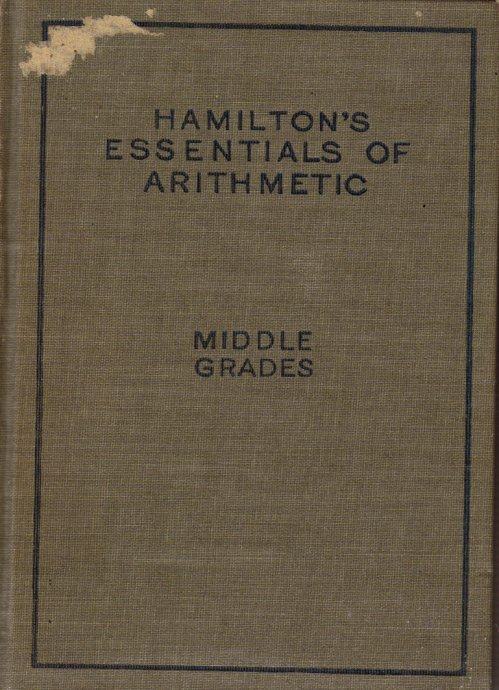 HAMILTON'S
ESSENTIALS OF
ARITHMETIC
MIDDLE
GRADES